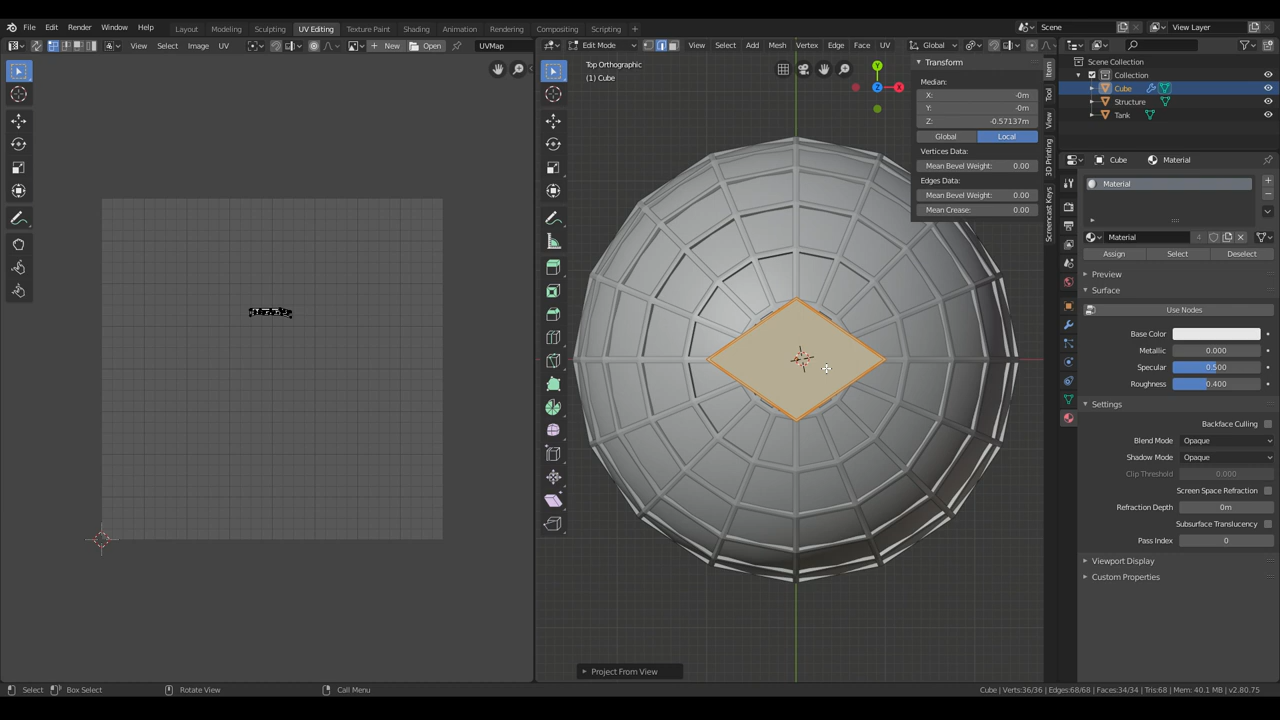 File Edit Render Window Help Layout Modeling Sculpting UV Editing Texture Paint Shading Animation Rendering Compositing Scripting Scene View Layer
View Select Image UV New Open UVMap Edit Mode View Select Add Mesh Vertex Edge Face UV Global
Top Orthographic
(1) Cube
Y
X
Z
Transform
Median:
X: -0m
Y: -0m
Z: -0.57137m
Global Local
Vertices Data:
Mean Bevel Weight: 0.00
Edges Data:
Mean Bevel Weight: 0.00
Mean Crease: 0.00
Item
Tool
View
3D Printing
Screencast Keys
Scene Collection
Collection
Cube
Structure
Tank
Cube Material
Material
Material 4
Assign Select Deselect
Preview
Surface
Use Nodes
Base Color
Metallic 0.000
Specular 0.500
Roughness 0.400
Settings
Backface Culling
Blend Mode Opaque
Shadow Mode Opaque
Clip Threshold 0.000
Screen Space Refraction
Refraction Depth 0m
Subsurface Translucency
Pass Index 0
Viewport Display
Custom Properties
Project From View
Select Box Select Rotate View Call Menu Cube | Verts:36/36 | Edges:68/68 | Faces:34/34 | Tris:68 | Mem: 40.1 MB | v2.80.75